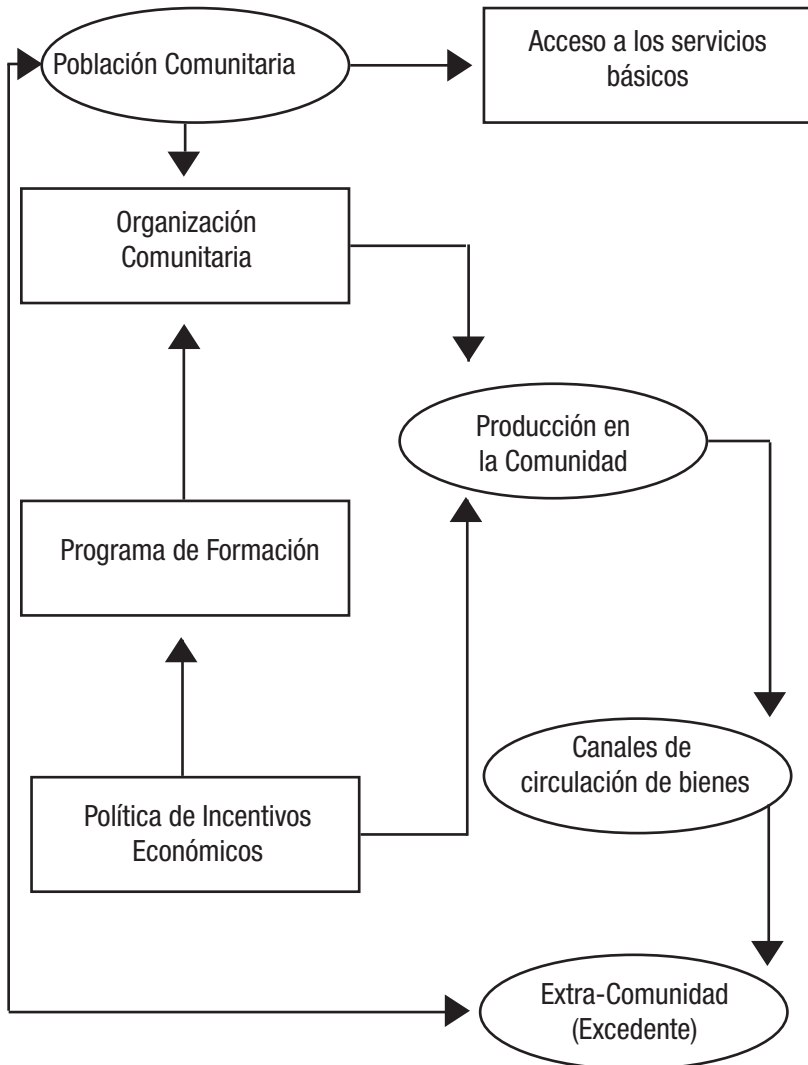 Población Comunitaria
Acceso a los servicios
básicos
Organización
Comunitaria
Producción en
la Comunidad
Programa de Formación
Canales de
circulación de bienes
Política de Incentivos
Económicos
Extra-Comunidad
(Excedente)